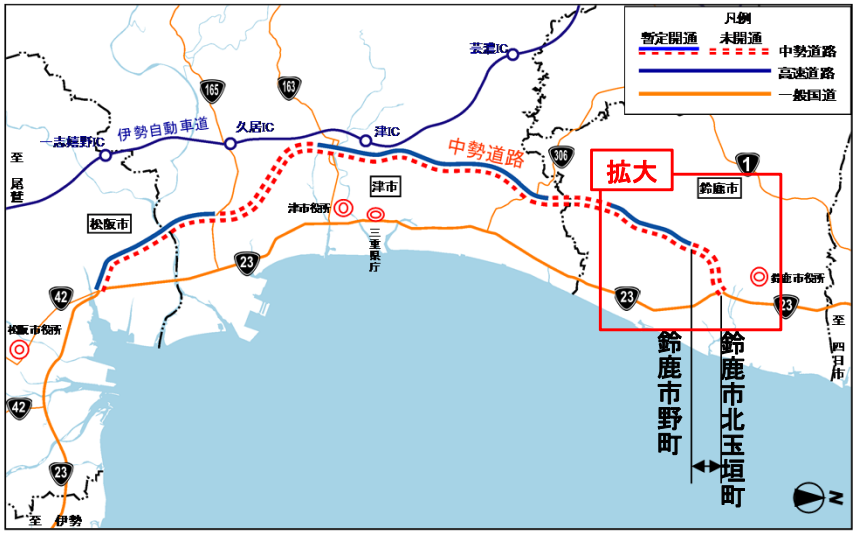 凡例
暫定開通 未開通
中勢道路
高速道路
一般国道
芸濃IC
165
163
伊勢自動車道
久居IC
津IC
一志嬉野IC
至 尾鷲
中勢道路
306
拡大
1
鈴鹿市
津市
津市役所
松阪市
三重県庁
23
鈴鹿市役所
42
23
23
松阪市役所
至 四日市
鈴鹿市野町
鈴鹿市北玉垣町
42
23
至 伊勢
N